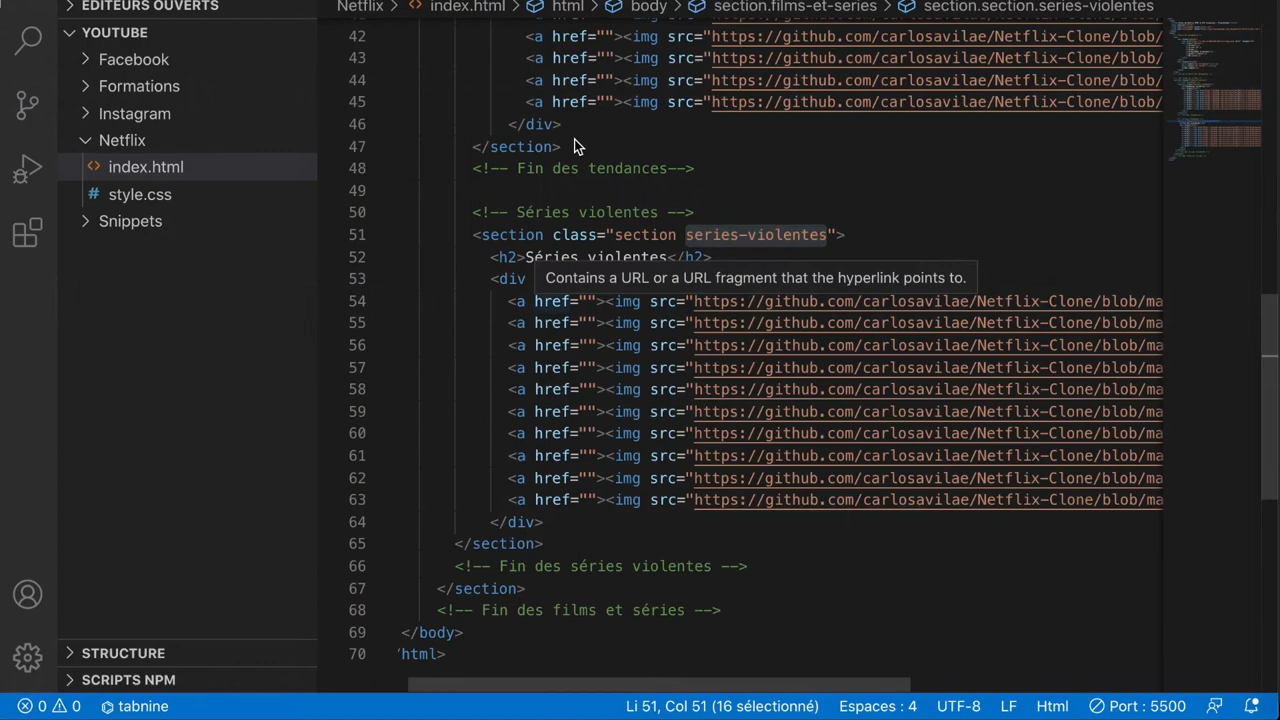 EDITEURS OUVERTS
Netflix > index.html > html > body > section.films-et-series > section.section.series-violentes
YOUTUBE
Facebook
Formations
Instagram
Netflix
index.html
# style.css
Snippets
STRUCTURE
SCRIPTS NPM
42 <a href=""><img src="https://github.com/carlosavilae/Netflix-Clone/blob/
43 <a href=""><img src="https://github.com/carlosavilae/Netflix-Clone/blob/
44 <a href=""><img src="https://github.com/carlosavilae/Netflix-Clone/blob/
45 <a href=""><img src="https://github.com/carlosavilae/Netflix-Clone/blob/
46 </div>
47 </section>
48 <!-- Fin des tendances-->
49
50 <!-- Séries violentes -->
51 <section class="section series-violentes">
52 <h2>Séries violentes</h2>
53 <div
Contains a URL or a URL fragment that the hyperlink points to.
54 <a href=""><img src="https://github.com/carlosavilae/Netflix-Clone/blob/ma
55 <a href=""><img src="https://github.com/carlosavilae/Netflix-Clone/blob/ma
56 <a href=""><img src="https://github.com/carlosavilae/Netflix-Clone/blob/ma
57 <a href=""><img src="https://github.com/carlosavilae/Netflix-Clone/blob/ma
58 <a href=""><img src="https://github.com/carlosavilae/Netflix-Clone/blob/ma
59 <a href=""><img src="https://github.com/carlosavilae/Netflix-Clone/blob/ma
60 <a href=""><img src="https://github.com/carlosavilae/Netflix-Clone/blob/ma
61 <a href=""><img src="https://github.com/carlosavilae/Netflix-Clone/blob/ma
62 <a href=""><img src="https://github.com/carlosavilae/Netflix-Clone/blob/ma
63 <a href=""><img src="https://github.com/carlosavilae/Netflix-Clone/blob/ma
64 </div>
65 </section>
66 <!-- Fin des séries violentes -->
67 </section>
68 <!-- Fin des films et séries -->
69 </body>
70 html>
0 0 tabnine Li 51, Col 51 (16 sélectionné) Espaces : 4 UTF-8 LF Html Port : 5500